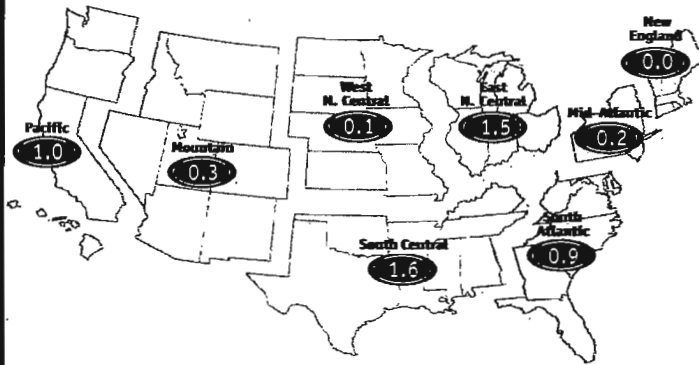 New
England
0.0
West
N. Central
0.1
East
N. Central
1.5
Mid-Atlantic
0.2
Pacific
1.0
Mountain
0.3
South
Atlantic
0.9
South Central
1.6